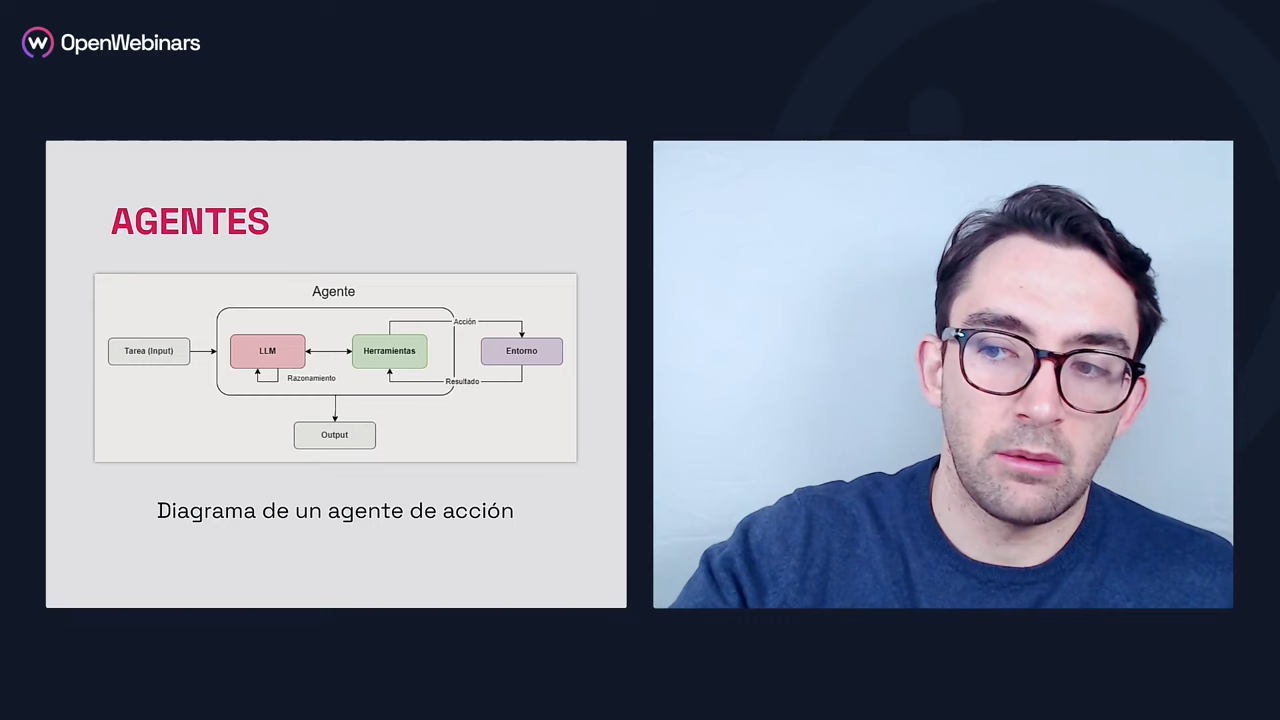 OpenWebinars
AGENTES
Agente
Acción
Tarea (Input)
LLM
Herramientas
Entorno
Razonamiento
Resultado
Output
Diagrama de un agente de acción